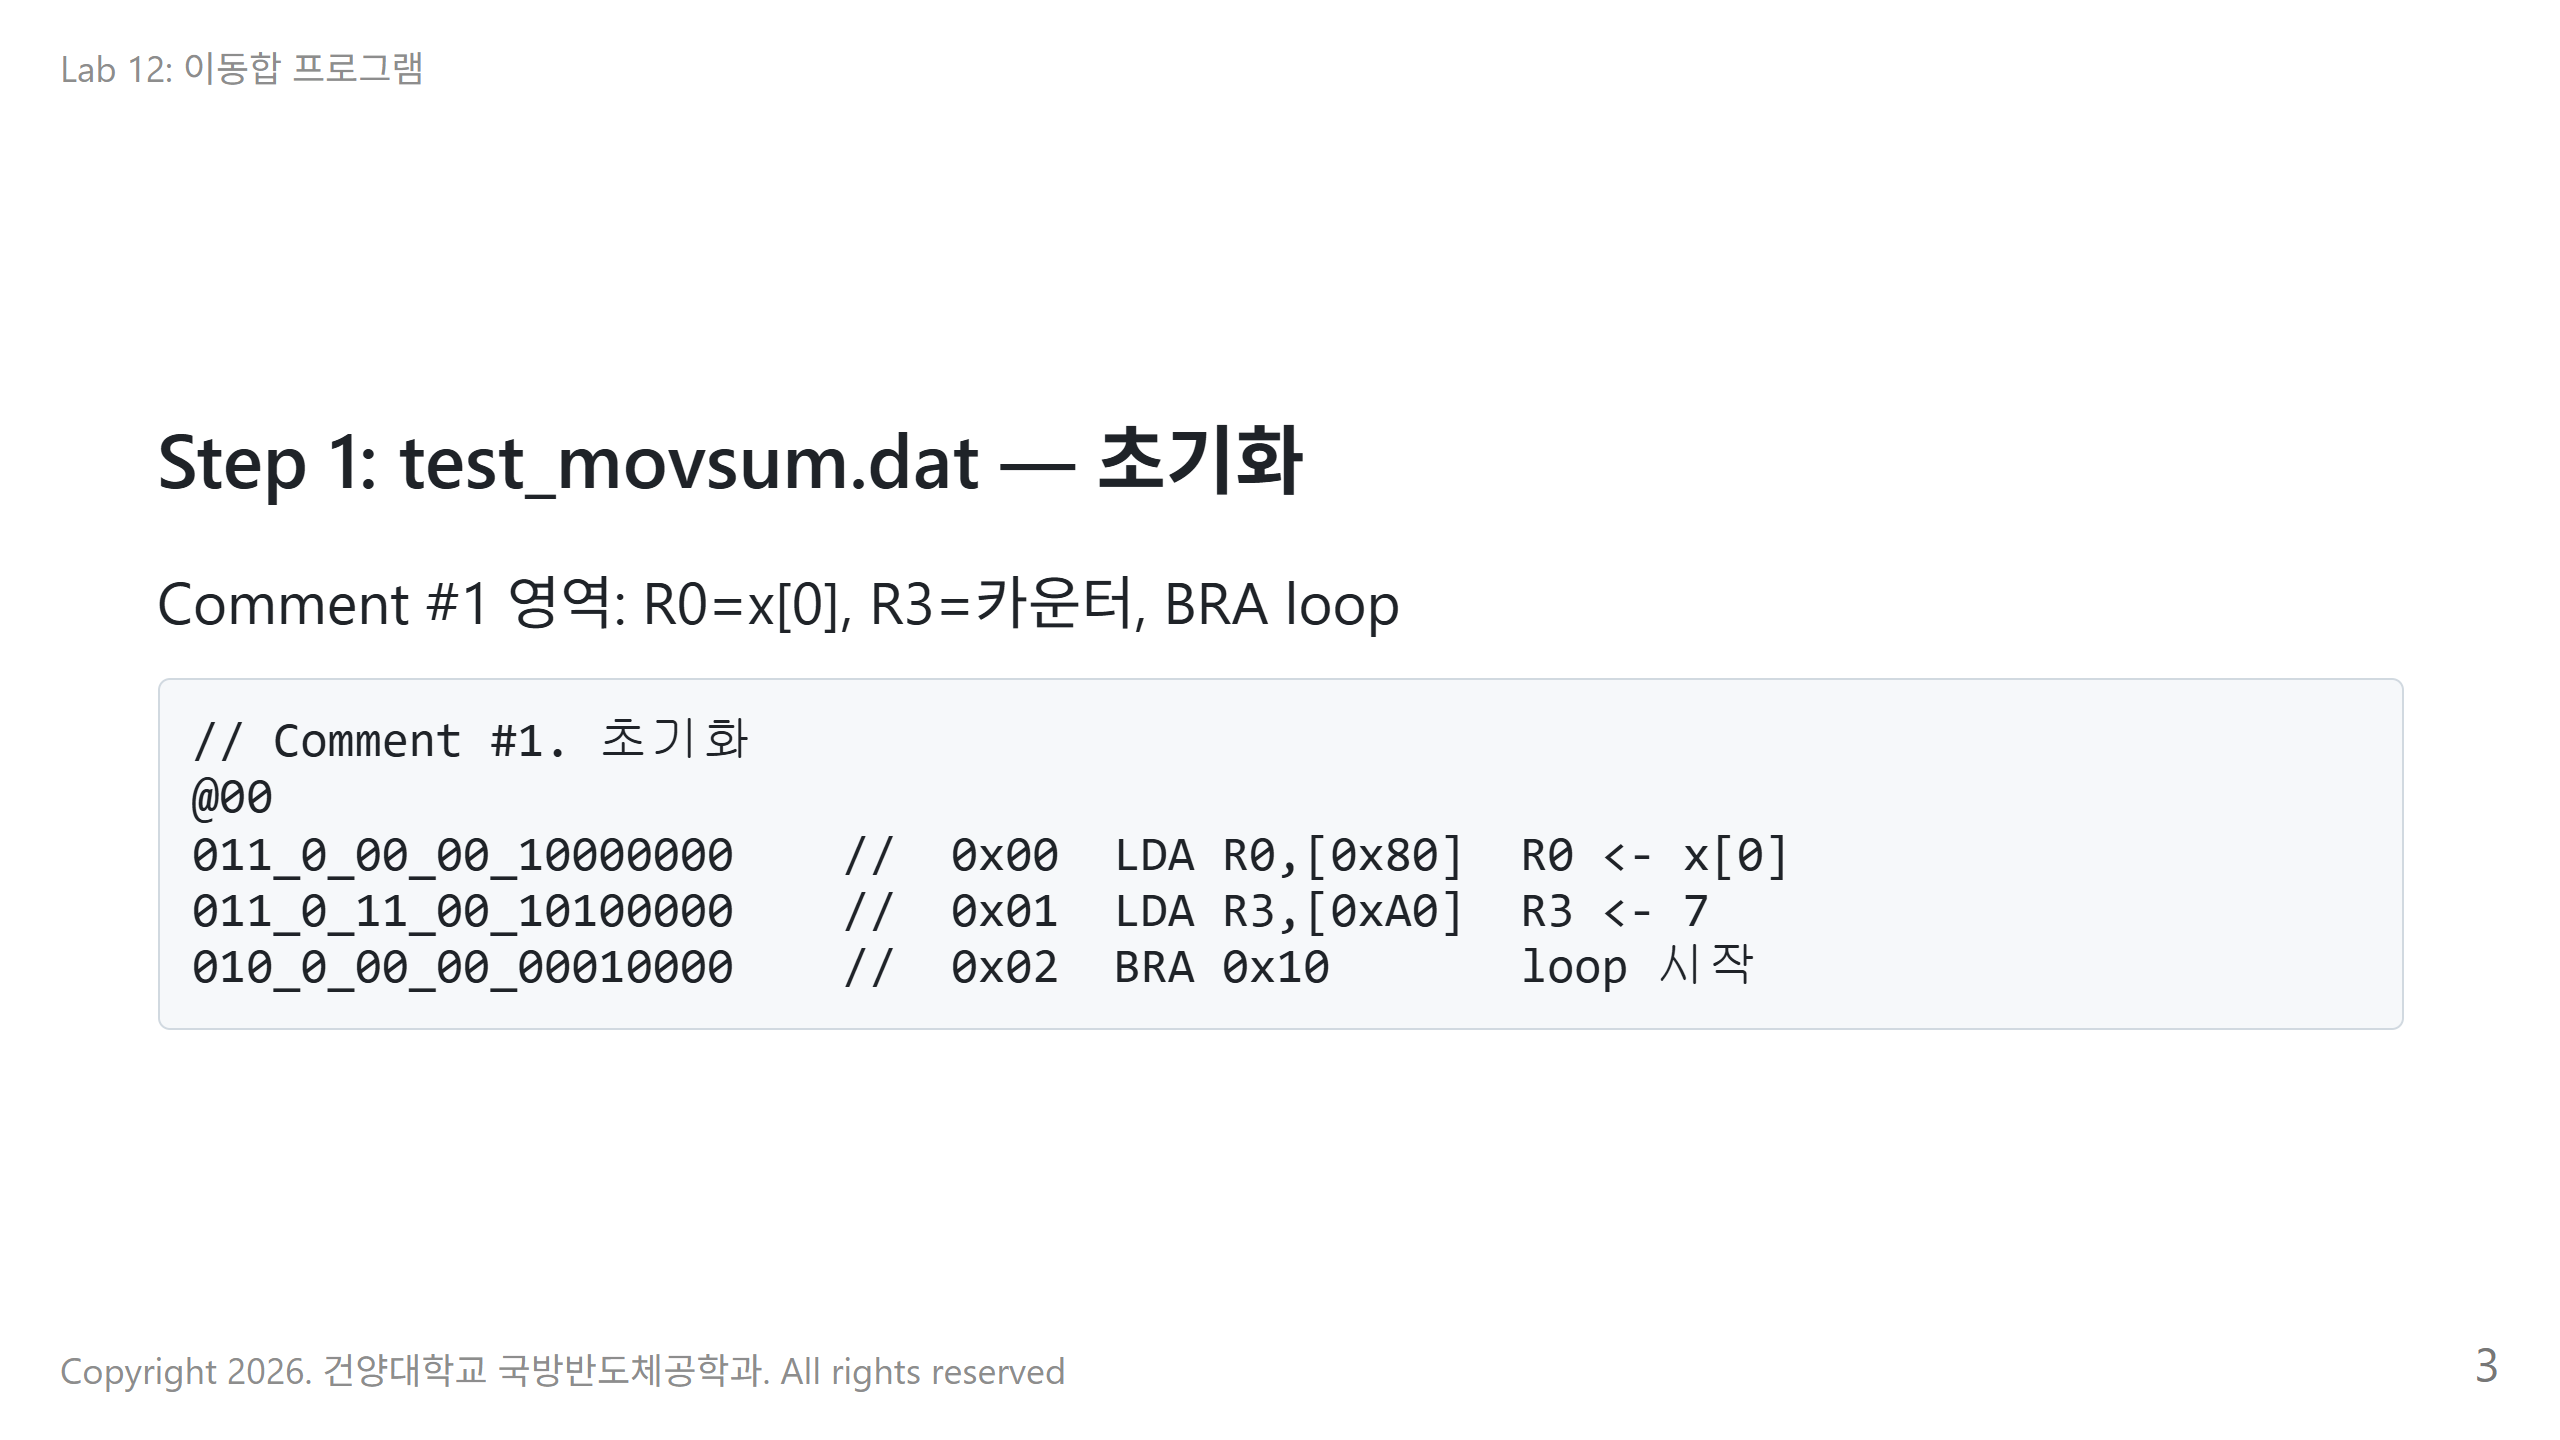 Lab 12: 이동합 프로그램
Step 1: test_movsum.dat — 초기화
Comment #1 영역: R0=x[0], R3=카운터, BRA loop
// Comment #1. 초기화
@00
011_0_00_00_10000000    //  0x00  LDA R0,[0x80]  R0 <- x[0]
011_0_11_00_10100000    //  0x01  LDA R3,[0xA0]  R3 <- 7
010_0_00_00_00010000    //  0x02  BRA 0x10       loop 시작
Copyright 2026. 건양대학교 국방반도체공학과. All rights reserved
3